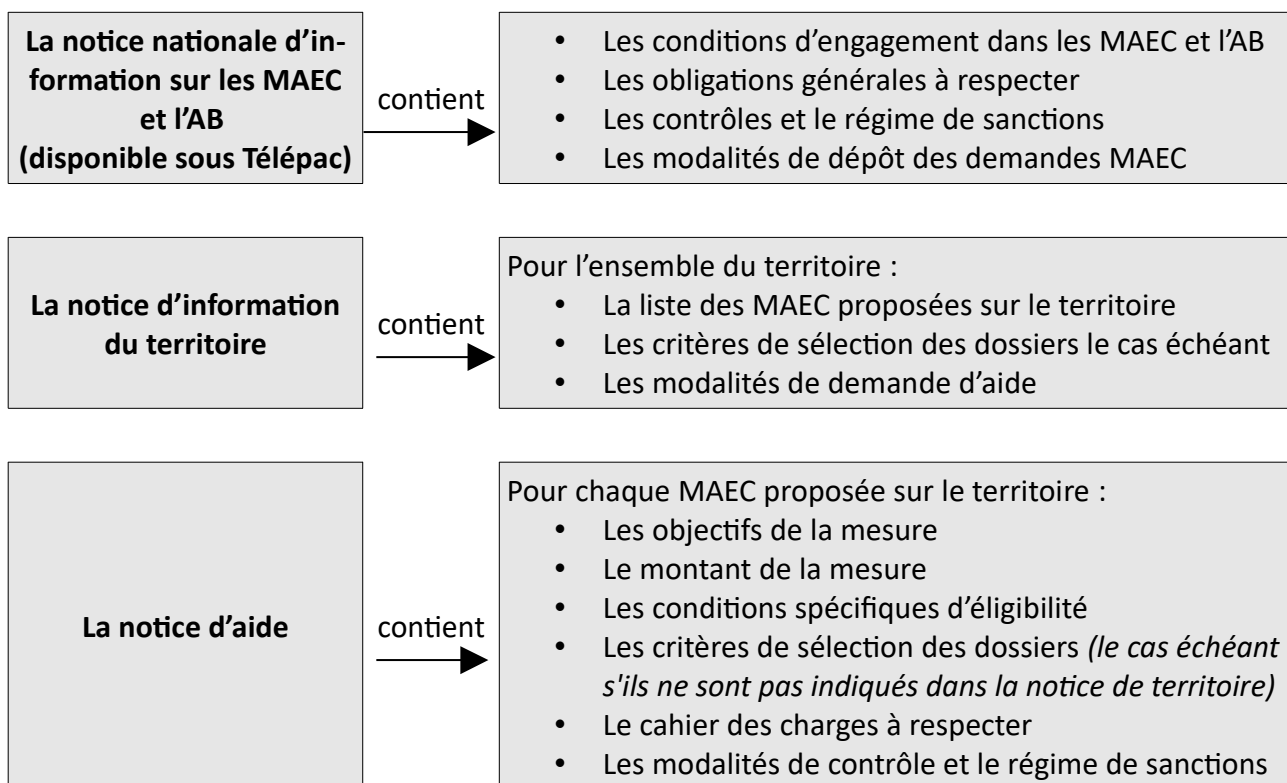 La notice nationale d’in-
formation sur les MAEC
et l’AB
(disponible sous Télépac)
contient
• Les conditions d’engagement dans les MAEC et l’AB
• Les obligations générales à respecter
• Les contrôles et le régime de sanctions
• Les modalités de dépôt des demandes MAEC
La notice d’information
du territoire
contient
Pour l’ensemble du territoire :
• La liste des MAEC proposées sur le territoire
• Les critères de sélection des dossiers le cas échéant
• Les modalités de demande d’aide
La notice d’aide
contient
Pour chaque MAEC proposée sur le territoire :
• Les objectifs de la mesure
• Le montant de la mesure
• Les conditions spécifiques d’éligibilité
• Les critères de sélection des dossiers (le cas échéant
s'ils ne sont pas indiqués dans la notice de territoire)
• Le cahier des charges à respecter
• Les modalités de contrôle et le régime de sanctions